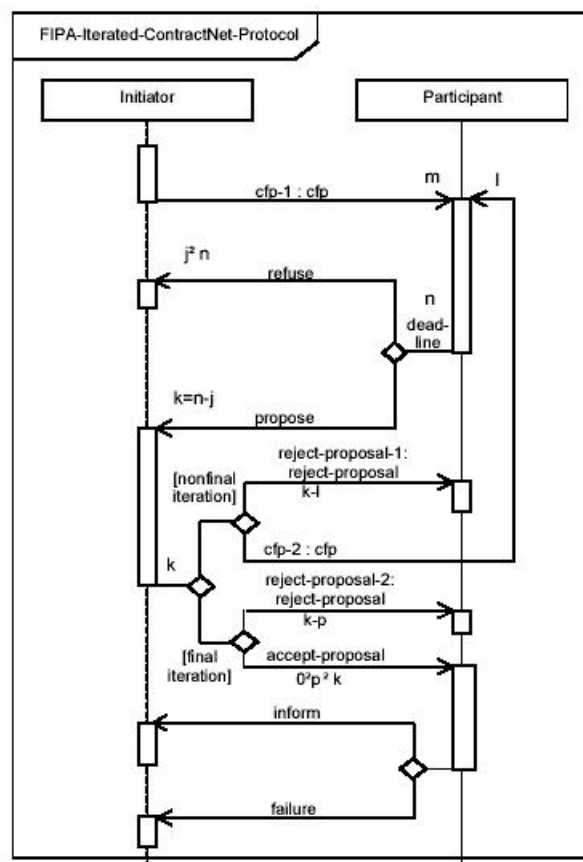 FIPA-Iterated-ContractNet-Protocol
Initiator
Participant
m
l
cfp-1 : cfp
j² n
refuse
n
dead-
line
k=n-j
propose
reject-proposal-1:
reject-proposal
[nonfinal
iteration]
k-l
cfp-2 : cfp
k
reject-proposal-2:
reject-proposal
k-p
[final
iteration]
accept-proposal
0²p² k
inform
failure